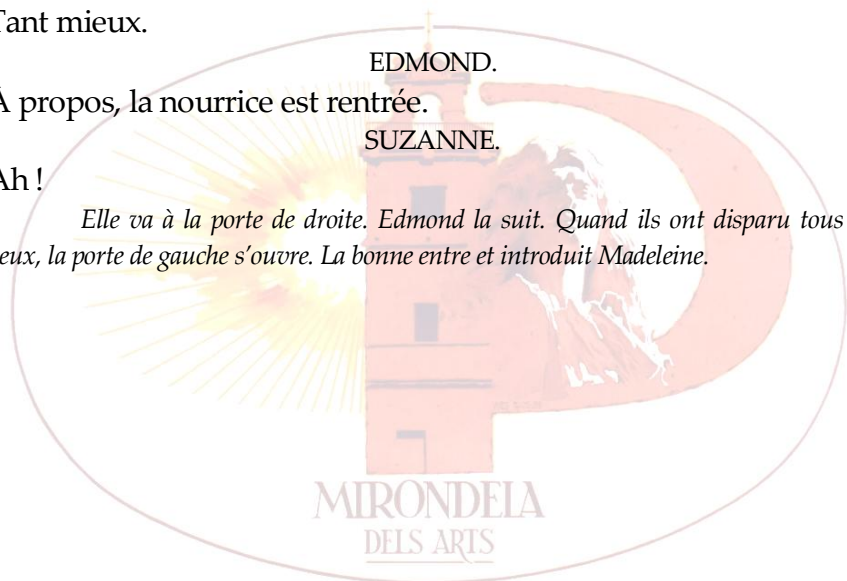 Tant mieux.
EDMOND.
À propos, la nourrice est rentrée.
SUZANNE.
Ah !
Elle va à la porte de droite. Edmond la suit. Quand ils ont disparu tous
eux, la porte de gauche s’ouvre. La bonne entre et introduit Madeleine.
MIRONDELA
DELS ARTS